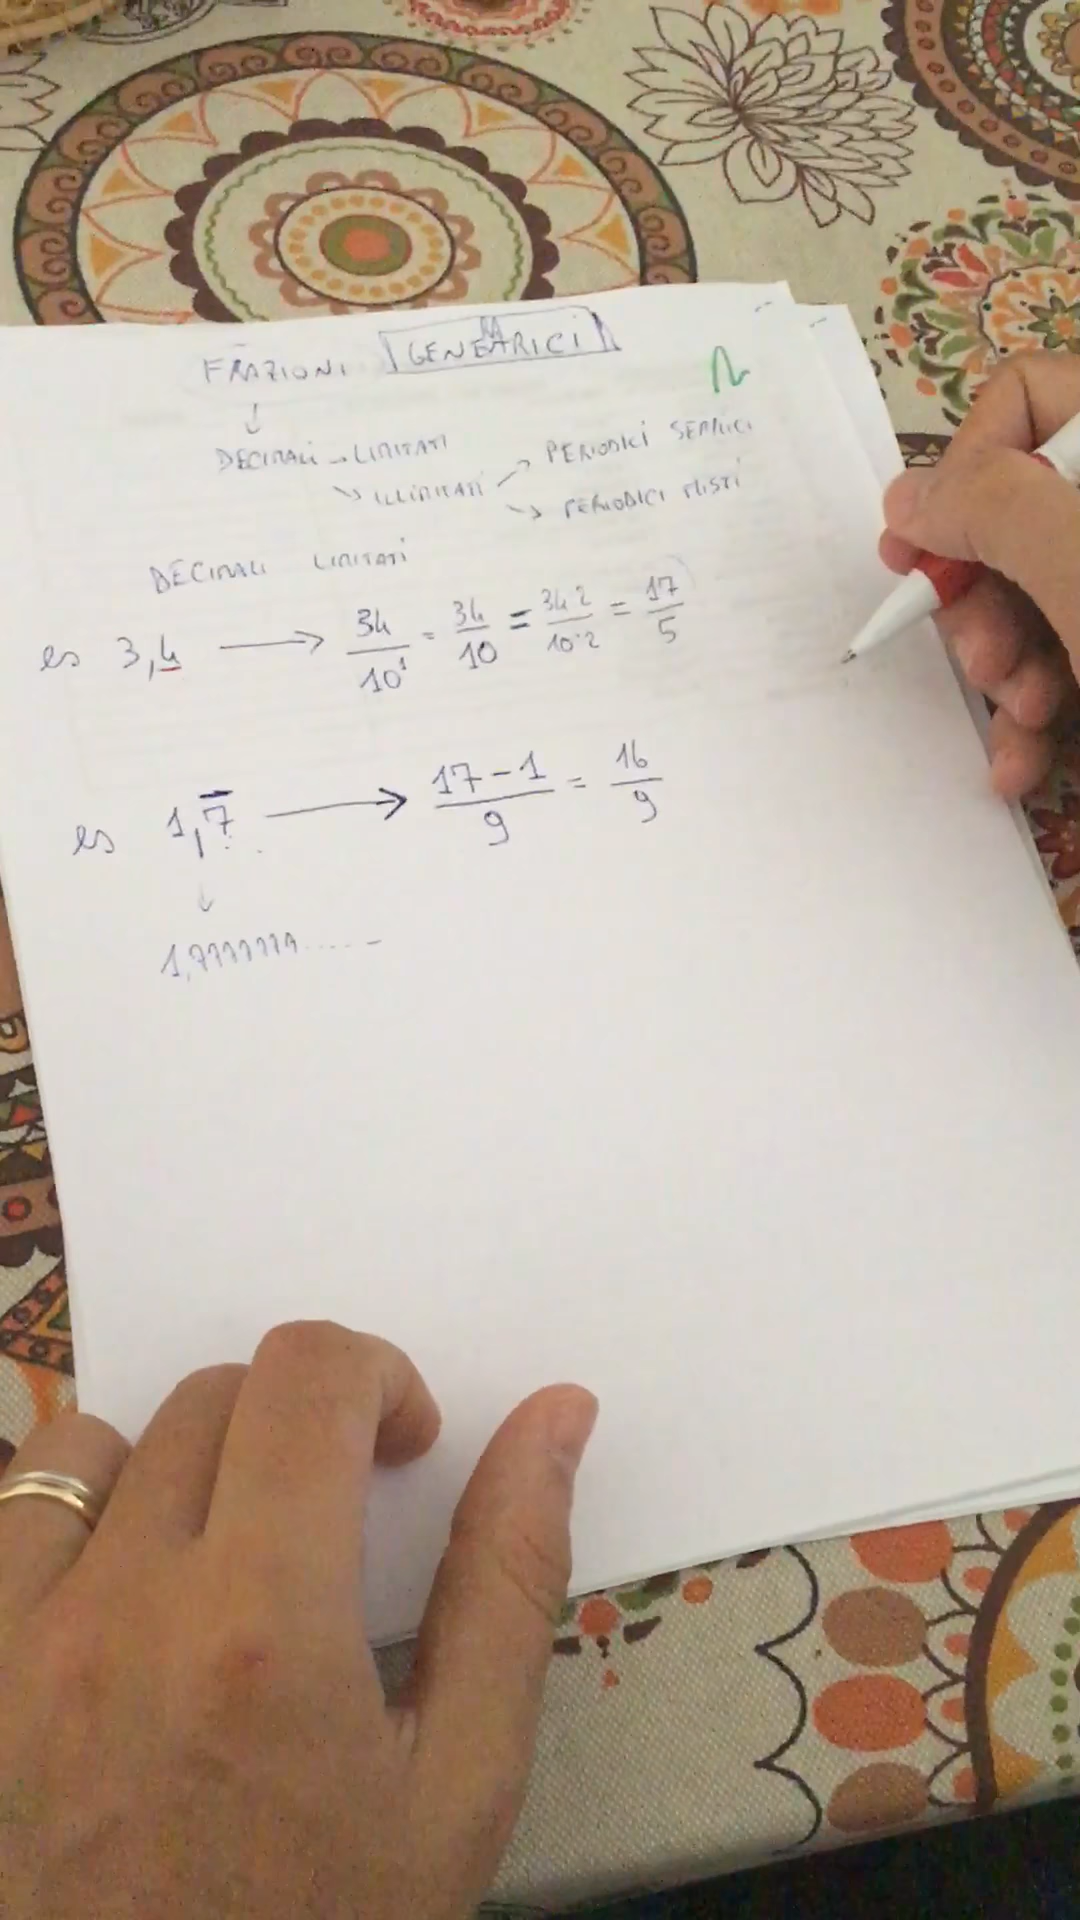 FRAZIONI GENERATRICI
DECIMALI → LIMITATI
↘ ILLIMITATI ↗ PERIODICI SEMPLICI
↘ PERIODICI MISTI
DECIMALI LIMITATI
es 3,4 → 34/10¹ = 34/10 = 34:2/10:2 = 17/5
es 1,7̅ → 17-1/9 = 16/9
↓
1,7777777.....-